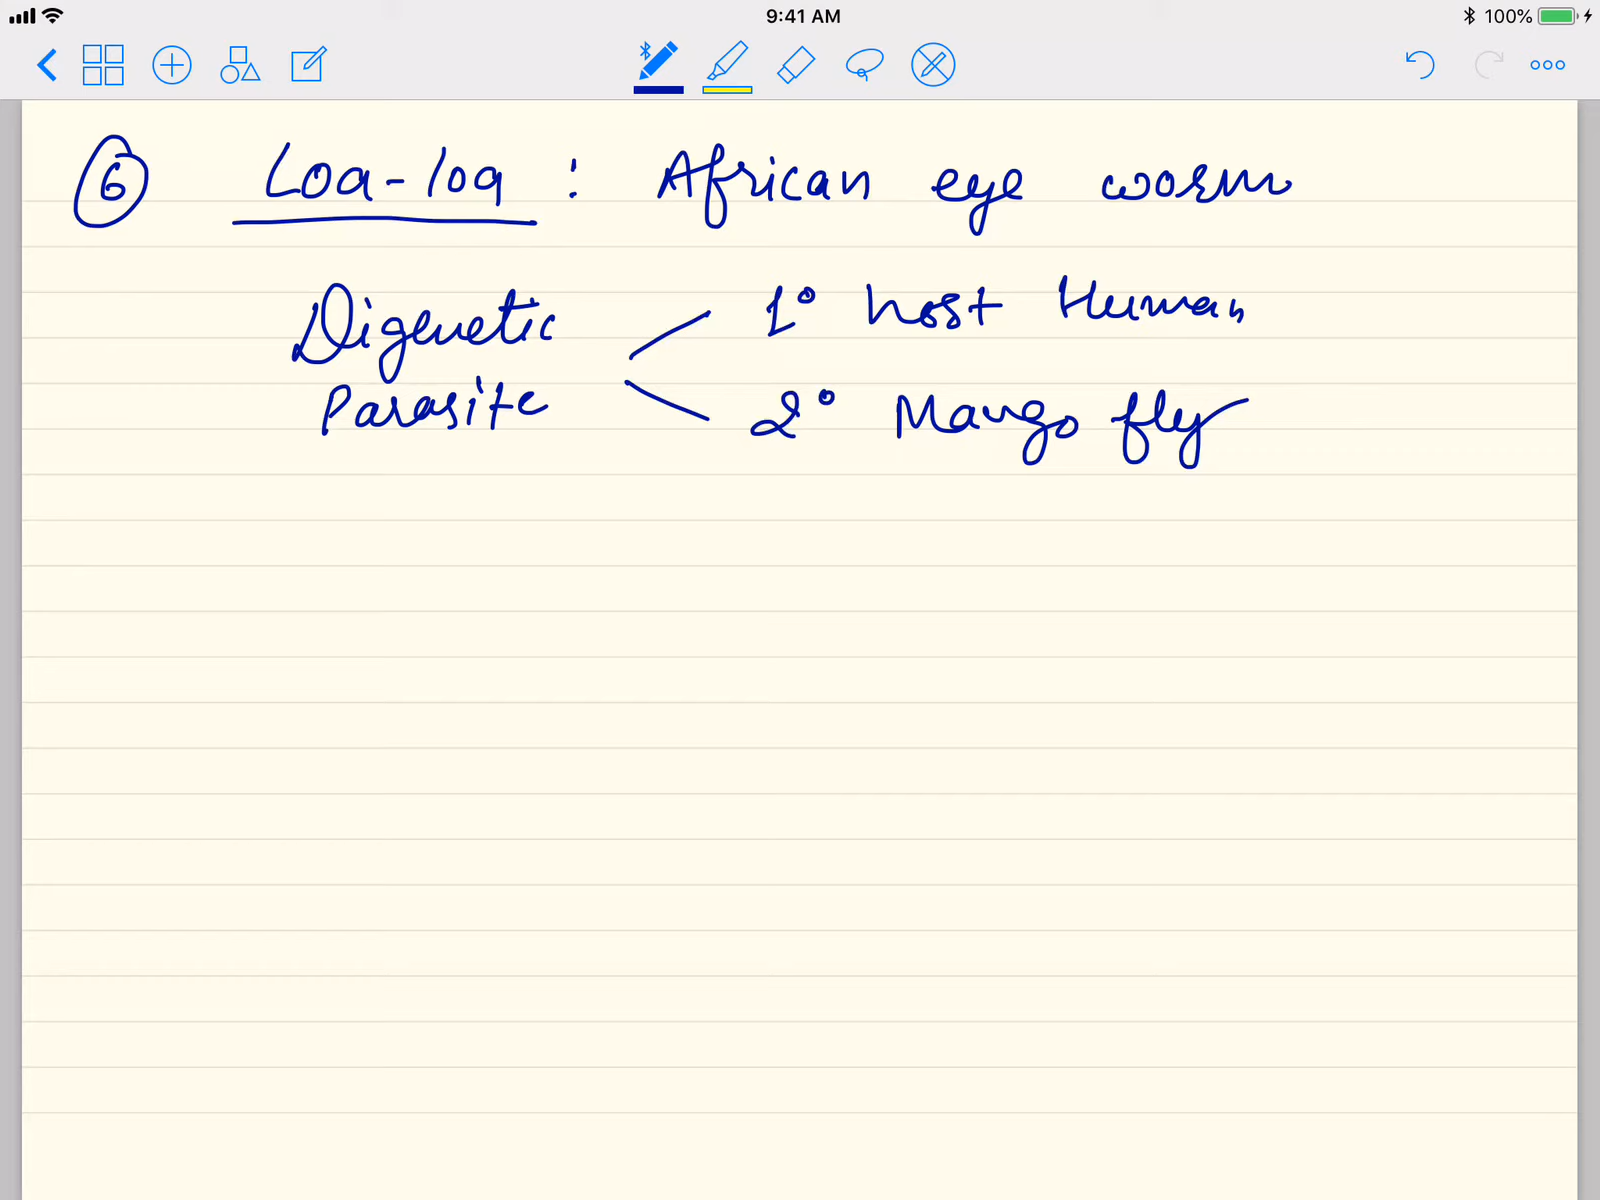 9:41 AM
100%
6 Loa-loa : African eye worm
Digenetic 1° host Human
Parasite 2° Mango fly